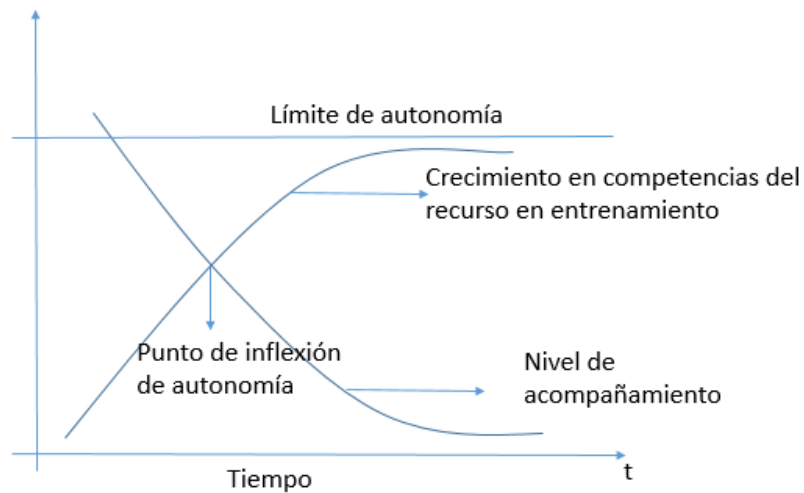 Límite de autonomía
Crecimiento en competencias del
recurso en entrenamiento
Punto de inflexión
de autonomía
Nivel de
acompañamiento
Tiempo
t